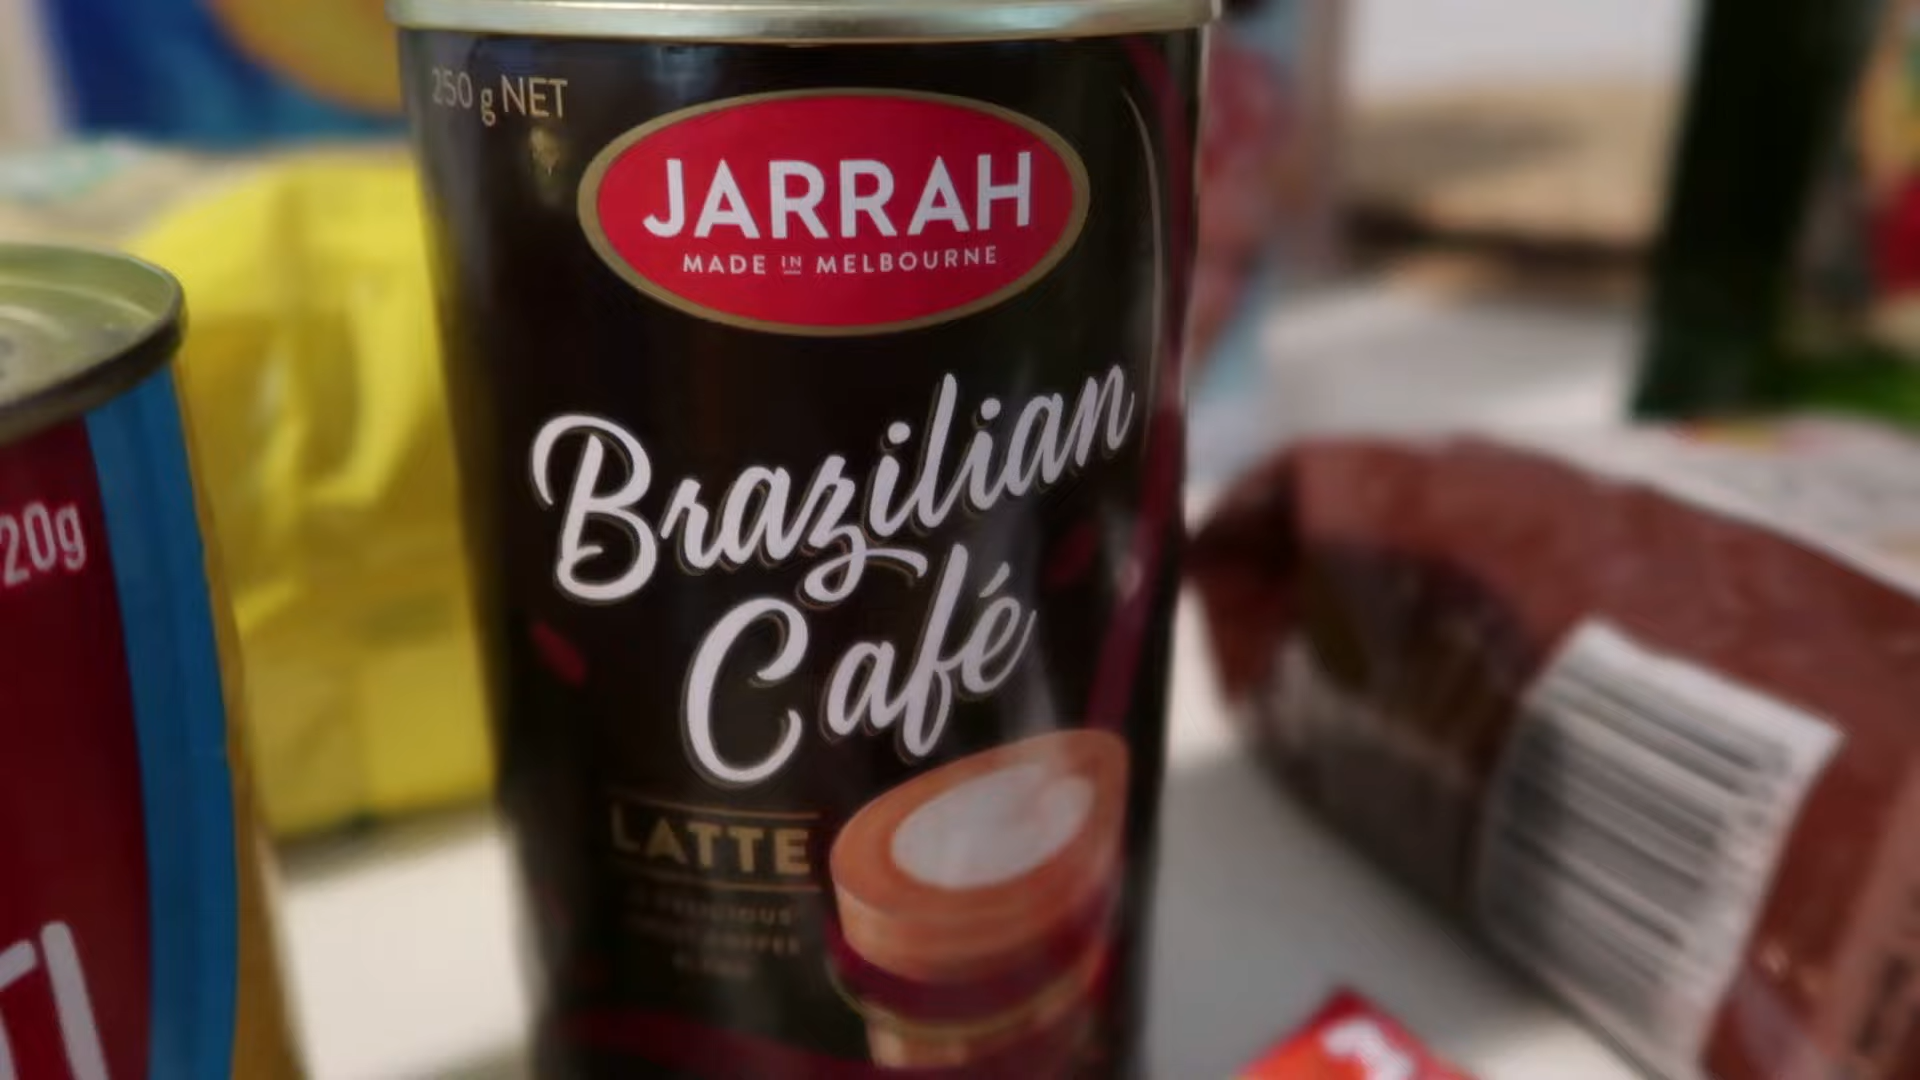 250 g NET
JARRAH
MADE IN MELBOURNE
Brazilian
Café
LATTE
20g